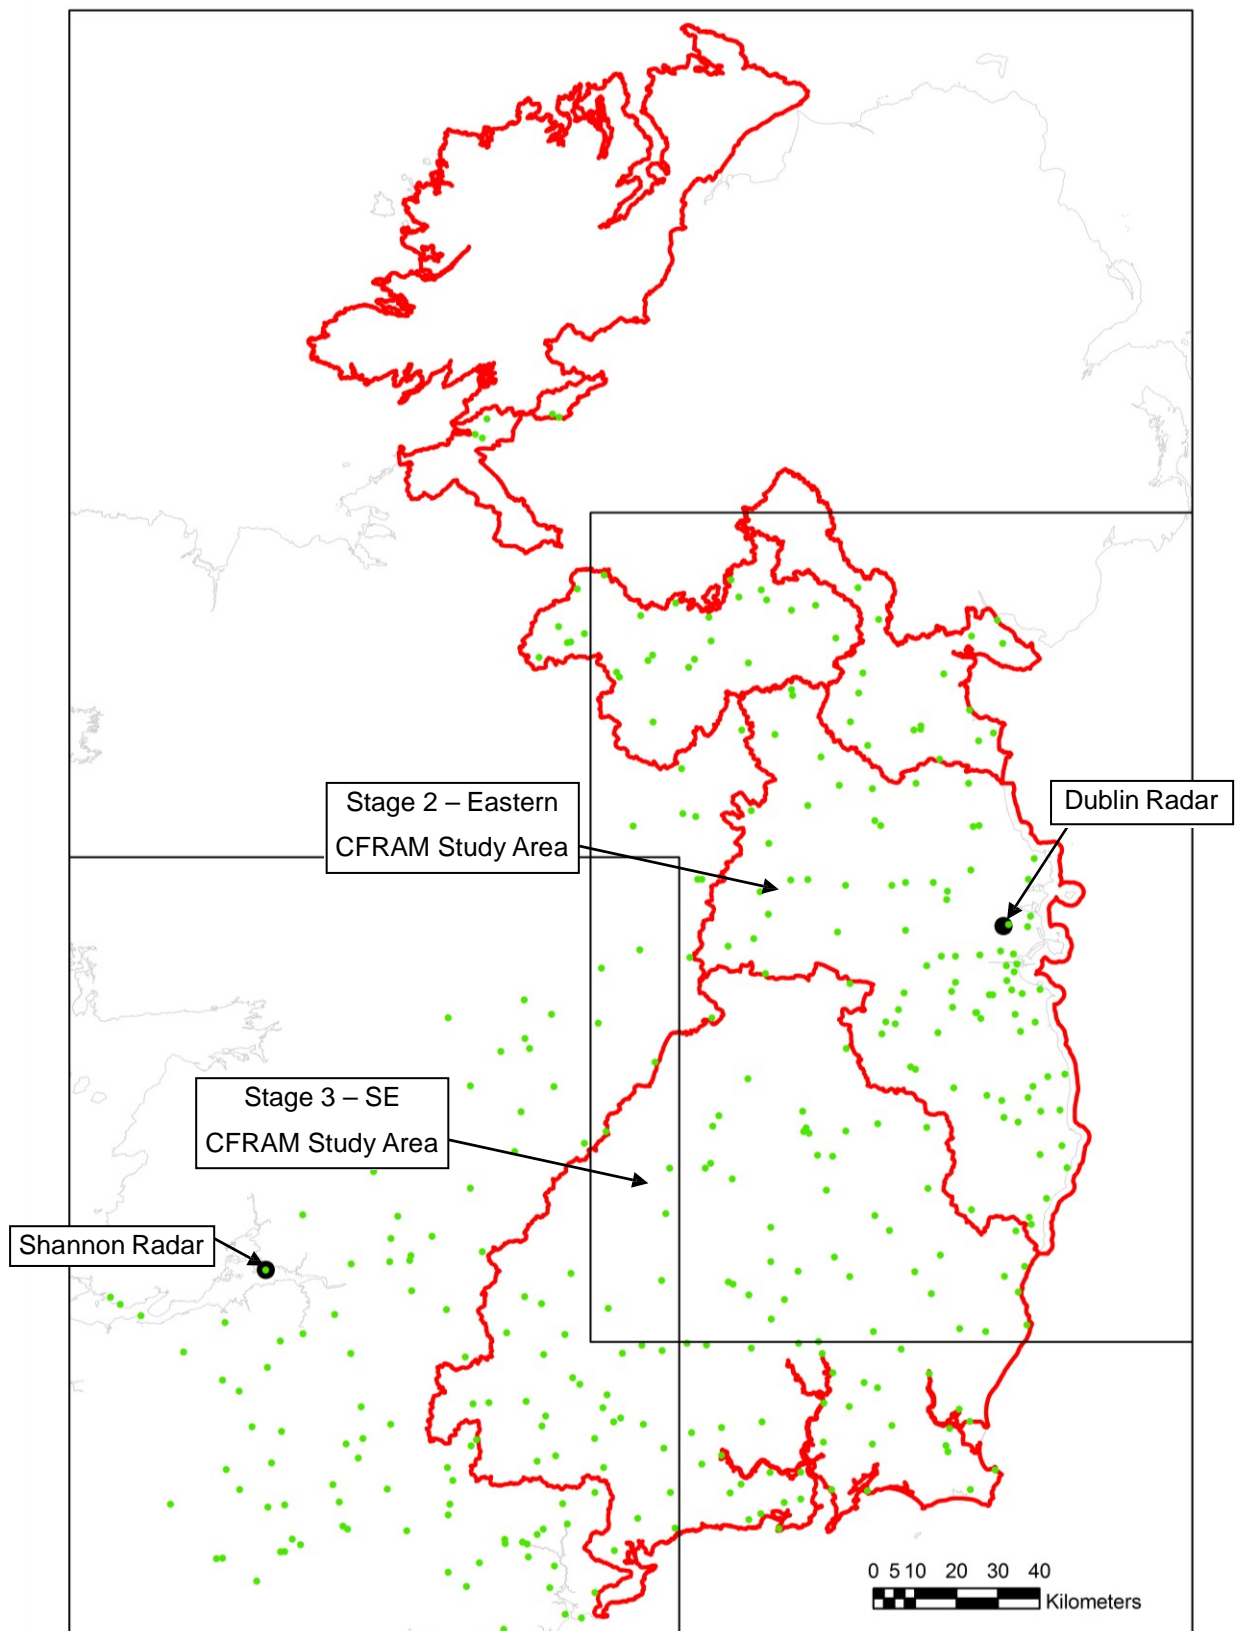 Stage 2 – Eastern
CFRAM Study Area
Dublin Radar
Stage 3 – SE
CFRAM Study Area
Shannon Radar
0 5 10 20 30 40
Kilometers